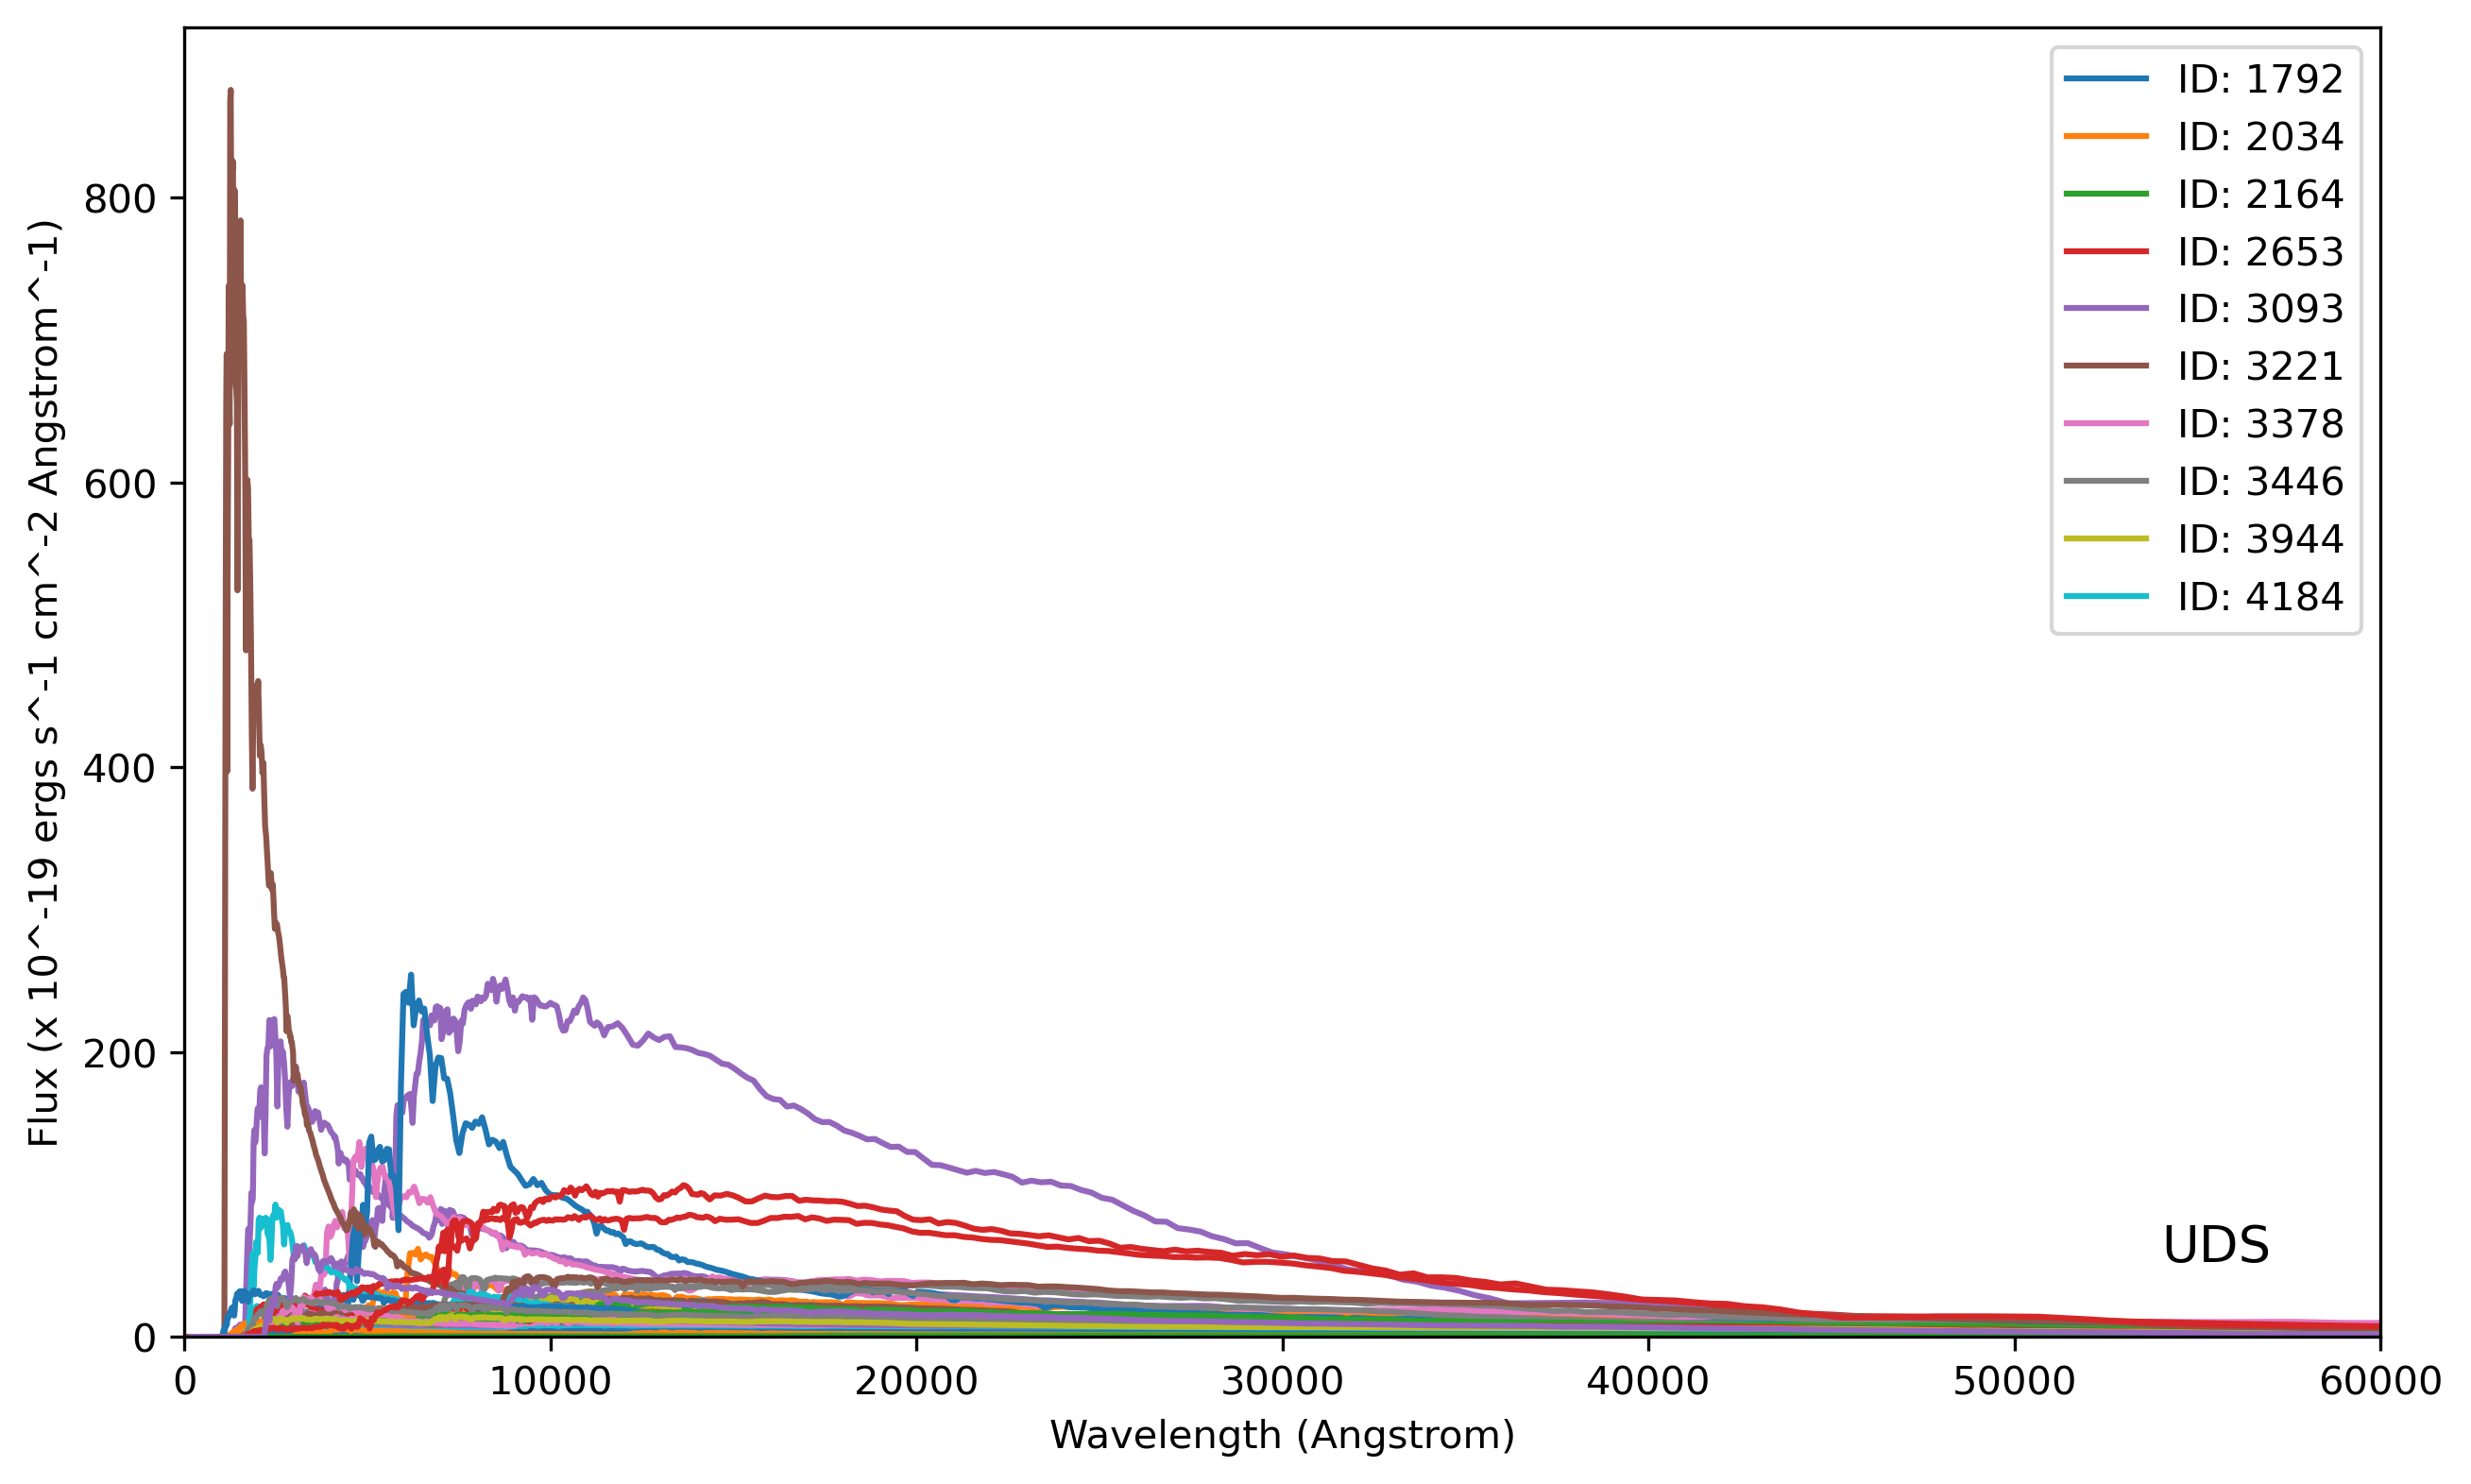 Flux (x 10^-19 ergs s^-1 cm^-2 Angstrom^-1)
800
600
400
200
0
0
10000
20000
30000
40000
50000
60000
Wavelength (Angstrom)
ID: 1792
ID: 2034
ID: 2164
ID: 2653
ID: 3093
ID: 3221
ID: 3378
ID: 3446
ID: 3944
ID: 4184
UDS